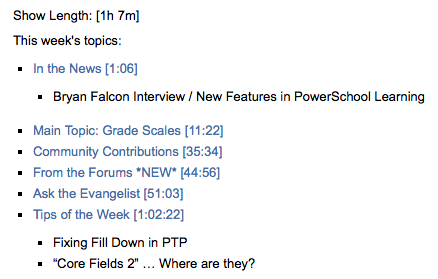 Show Length: [1h 7m]
This week's topics:
In the News [1:06]
Bryan Falcon Interview / New Features in PowerSchool Learning
Main Topic: Grade Scales [11:22]
Community Contributions [35:34]
From the Forums *NEW* [44:56]
Ask the Evangelist [51:03]
Tips of the Week [1:02:22]
Fixing Fill Down in PTP
“Core Fields 2” … Where are they?